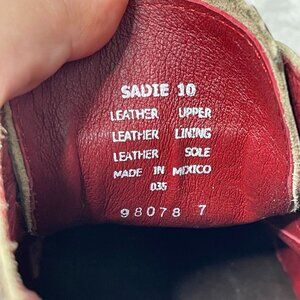 SADIE 10
LEATHER UPPER
LEATHER LINING
LEATHER SOLE
MADE IN MEXICO
035
98078 7